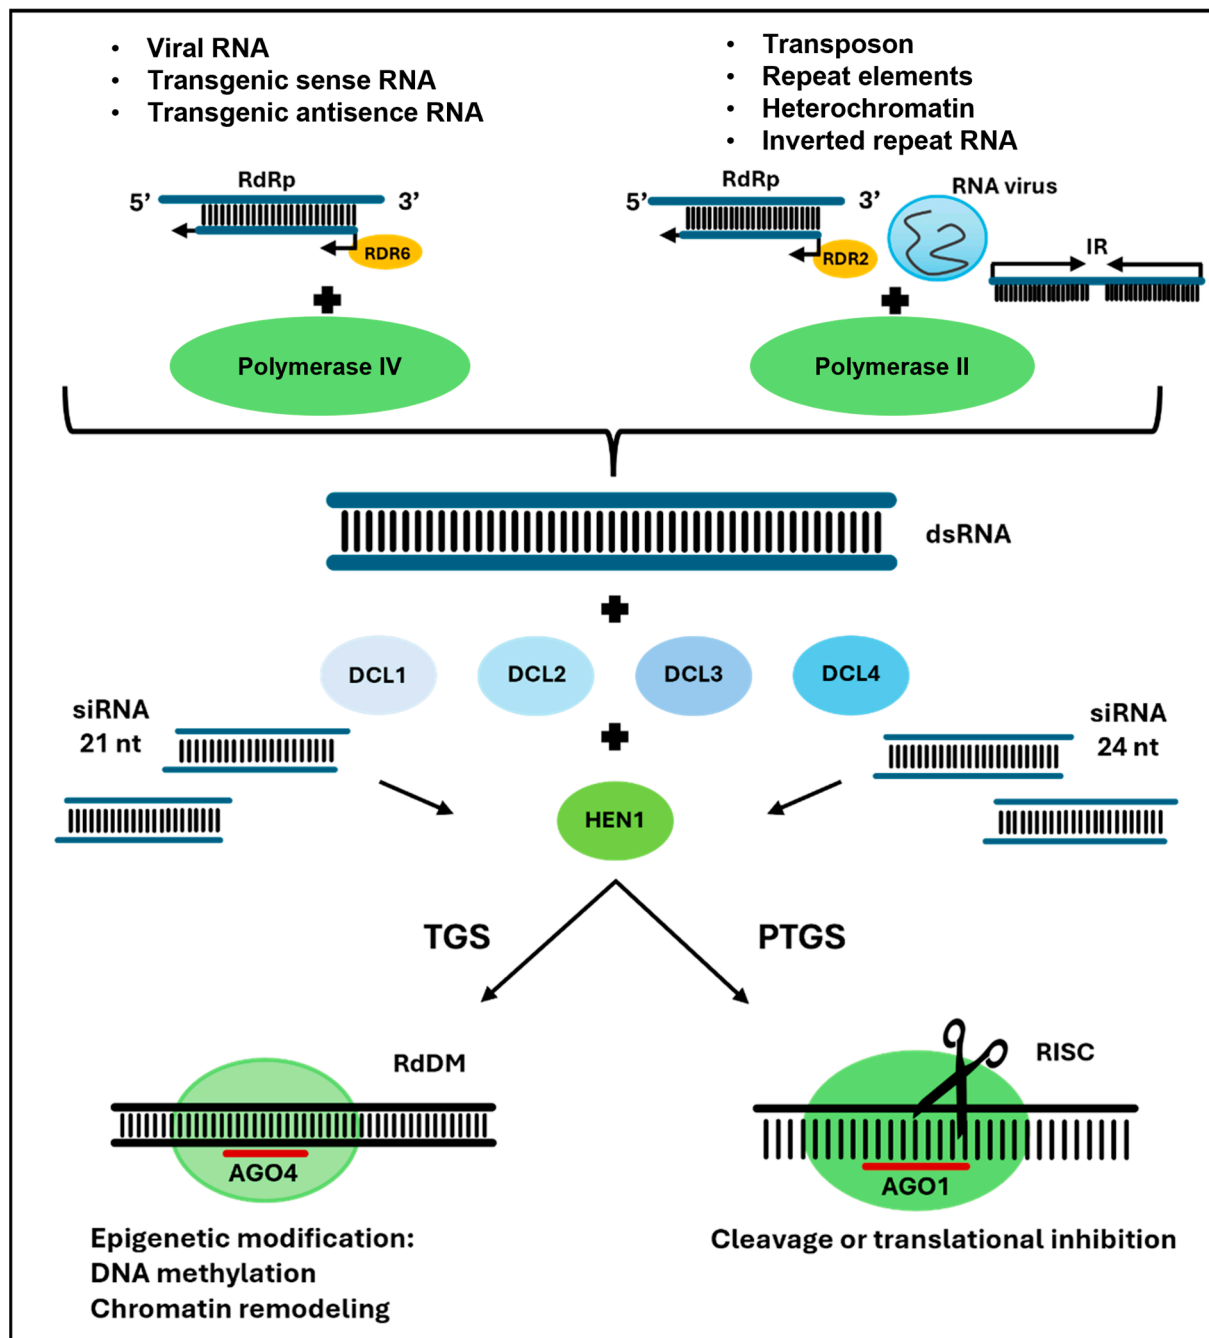 • Viral RNA
• Transgenic sense RNA
• Transgenic antisence RNA
• Transposon
• Repeat elements
• Heterochromatin
• Inverted repeat RNA
RdRp
5’ 3’
RDR6
RdRp
5’ 3’
RDR2
RNA virus
IR
Polymerase IV
Polymerase II
dsRNA
DCL1
DCL2
DCL3
DCL4
siRNA
21 nt
siRNA
24 nt
HEN1
TGS
PTGS
RdDM
AGO4
RISC
AGO1
Epigenetic modification:
DNA methylation
Chromatin remodeling
Cleavage or translational inhibition